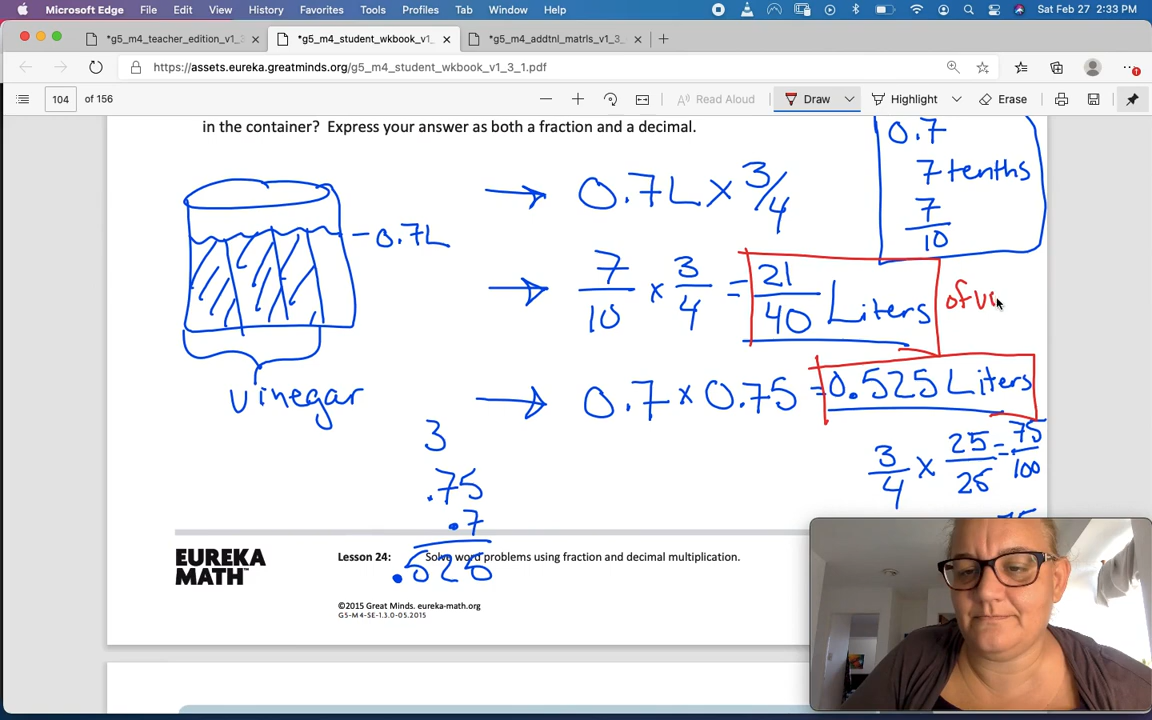 Microsoft Edge File Edit View History Favorites Tools Profiles Tab Window Help Sat Feb 27 2:33 PM
*g5_m4_teacher_edition_v1_ *g5_m4_student_wkbook_v1_ *g5_m4_addtnl_matrls_v1_3_
https://assets.eureka.greatminds.org/g5_m4_student_wkbook_v1_3_1.pdf
104 of 156 Read Aloud Draw Highlight Erase
in the container? Express your answer as both a fraction and a decimal.
0.7
7 tenths
7
10
→ 0.7L × 3/4
-0.7L
→ 7/10 × 3/4 = 21/40 Liters
of
→ 0.7 × 0.75 = 0.525 Liters
vinegar
3
.75
.7
.525
3/4 × 25/25 = 75/100
EUREKA
MATH
Lesson 24: Solve word problems using fraction and decimal multiplication.
©2015 Great Minds. eureka-math.org
G5-M4-SE-1.3.0-05.2015